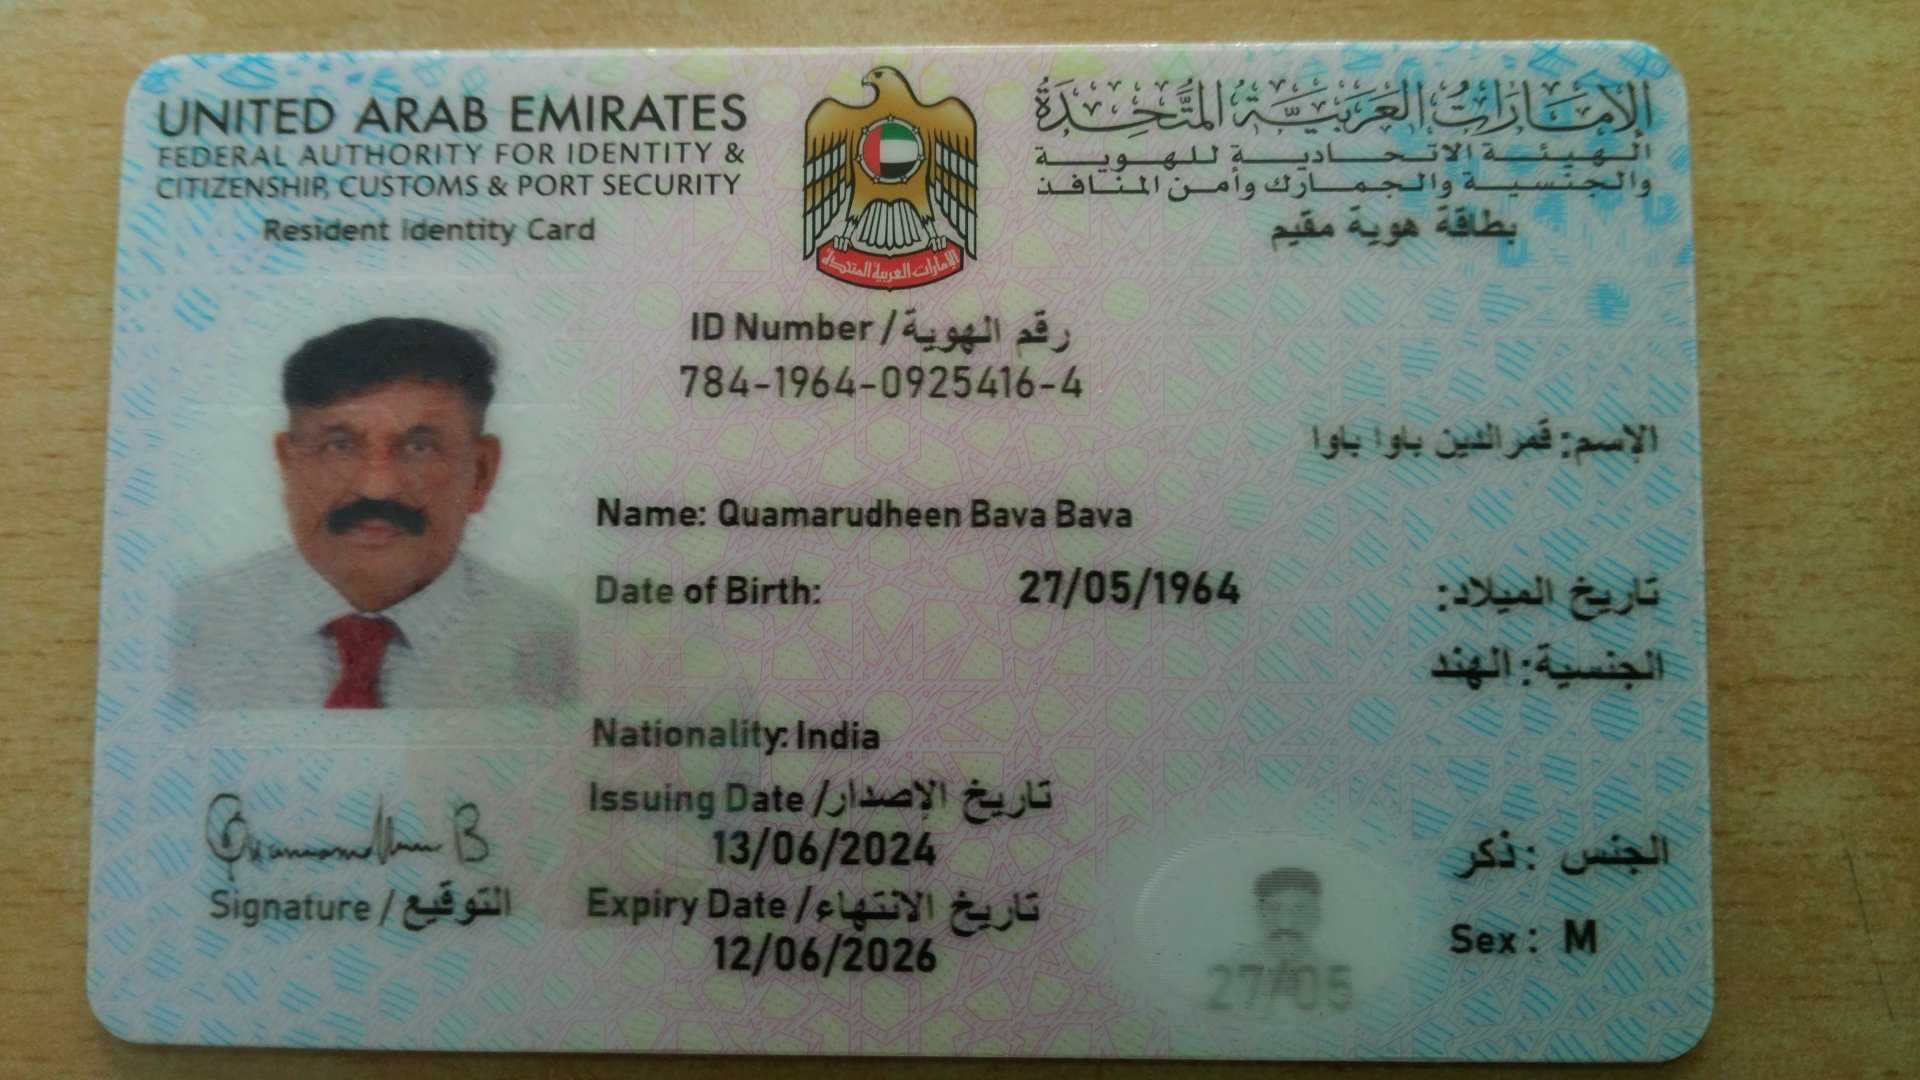 UNITED ARAB EMIRATES
FEDERAL AUTHORITY FOR IDENTITY &
CITIZENSHIP, CUSTOMS & PORT SECURITY
Resident Identity Card
الإمارات العربية المتحدة
الإمارات العربية المتحدة
الهيئة الاتحادية للهوية
والجنسية والجمارك وأمن المنافذ
بطاقة هوية مقيم
ID Number / رقم الهوية
784-1964-0925416-4
الإسم: قمرالدين باوا باوا
Name: Quamarudheen Bava Bava
Date of Birth: 27/05/1964 تاريخ الميلاد:
الجنسية: الهند
Nationality: India
Issuing Date / تاريخ الإصدار
13/06/2024
Expiry Date / تاريخ الانتهاء
12/06/2026
Quamarudheen B
Signature / التوقيع
الجنس : ذكر
Sex : M
27/05